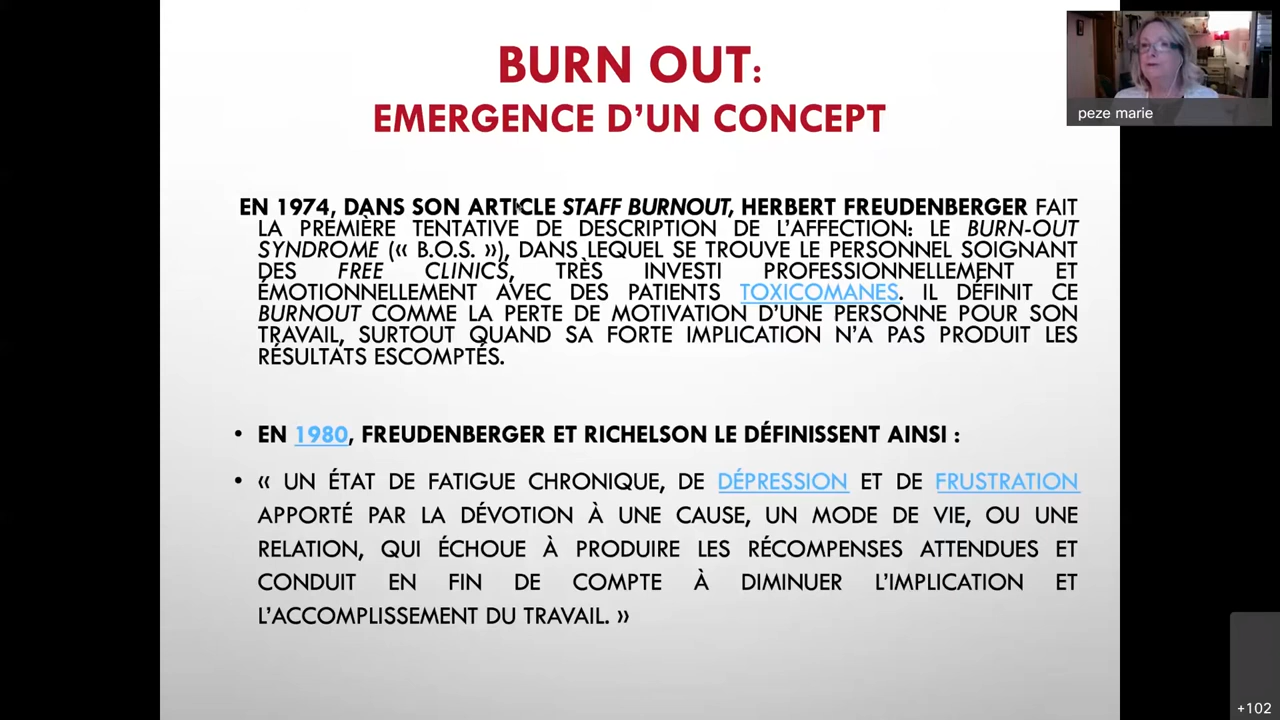 BURN OUT:
EMERGENCE D'UN CONCEPT
peze marie
EN 1974, DANS SON ARTICLE STAFF BURNOUT, HERBERT FREUDENBERGER FAIT
LA PREMIÈRE TENTATIVE DE DESCRIPTION DE L'AFFECTION: LE BURN-OUT
SYNDROME (« B.O.S. »), DANS LEQUEL SE TROUVE LE PERSONNEL SOIGNANT
DES FREE CLINICS, TRÈS INVESTI PROFESSIONNELLEMENT ET
ÉMOTIONNELLEMENT AVEC DES PATIENTS TOXICOMANES. IL DÉFINIT CE
BURNOUT COMME LA PERTE DE MOTIVATION D'UNE PERSONNE POUR SON
TRAVAIL, SURTOUT QUAND SA FORTE IMPLICATION N'A PAS PRODUIT LES
RÉSULTATS ESCOMPTÉS.
• EN 1980, FREUDENBERGER ET RICHELSON LE DÉFINISSENT AINSI :
• « UN ÉTAT DE FATIGUE CHRONIQUE, DE DÉPRESSION ET DE FRUSTRATION
APPORTÉ PAR LA DÉVOTION À UNE CAUSE, UN MODE DE VIE, OU UNE
RELATION, QUI ÉCHOUE À PRODUIRE LES RÉCOMPENSES ATTENDUES ET
CONDUIT EN FIN DE COMPTE À DIMINUER L'IMPLICATION ET
L'ACCOMPLISSEMENT DU TRAVAIL. »
+102